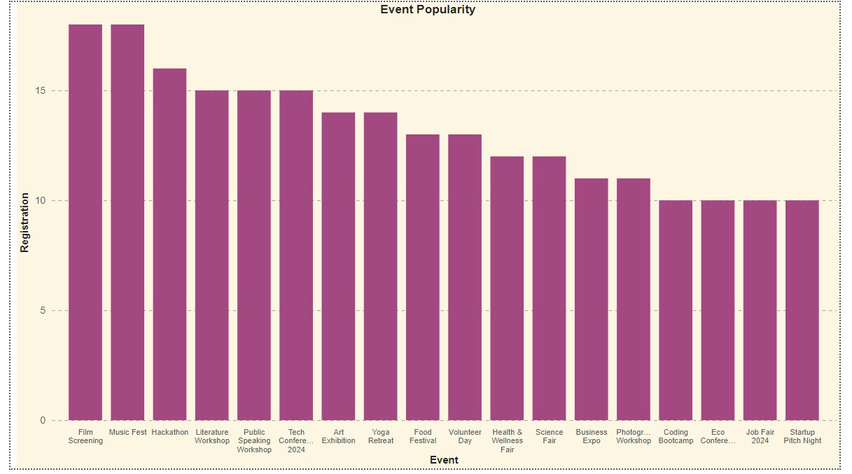 Event Popularity
15
10
5
0
Registration
Film
Screening
Music Fest
Hackathon
Literature
Workshop
Public
Speaking
Workshop
Tech
Confere...
2024
Art
Exhibition
Yoga
Retreat
Food
Festival
Volunteer
Day
Health &
Wellness
Fair
Science
Fair
Business
Expo
Photogr...
Workshop
Coding
Bootcamp
Eco
Confere...
Job Fair
2024
Startup
Pitch Night
Event